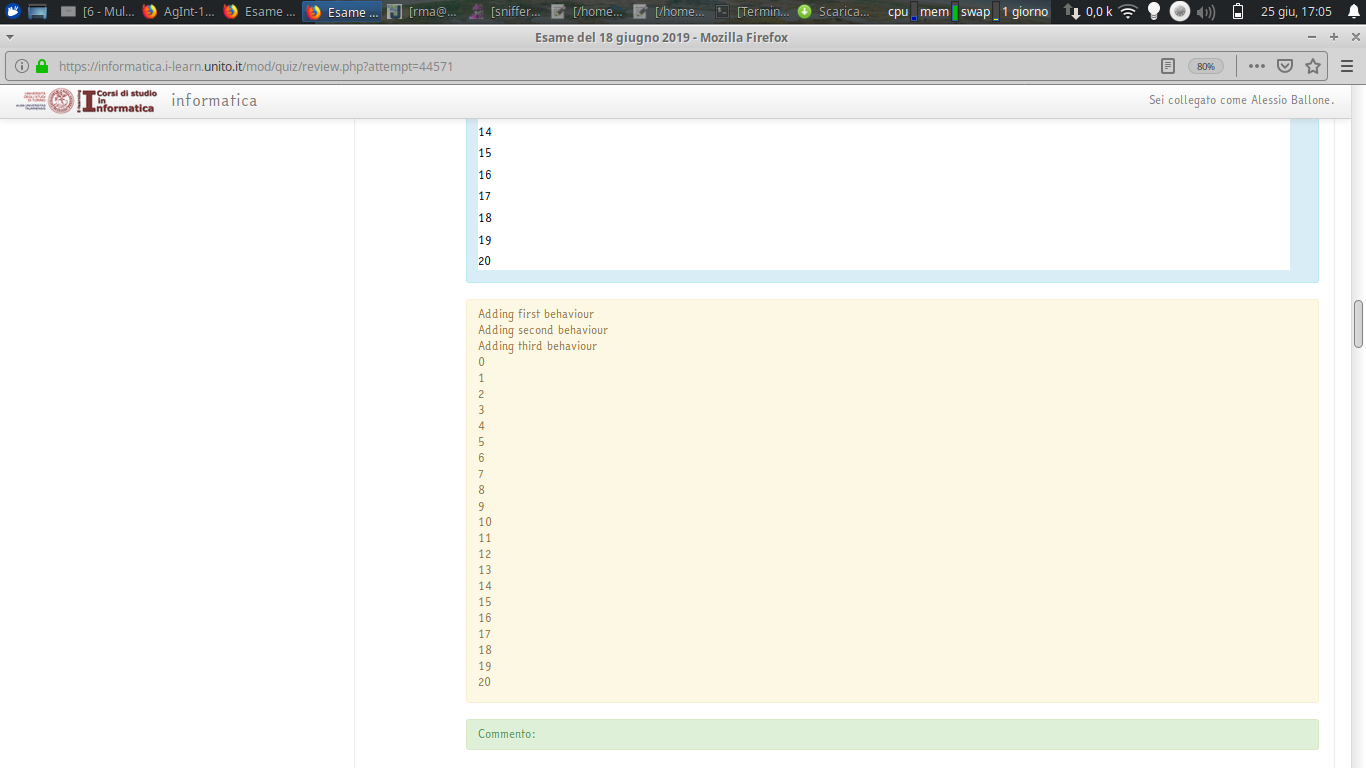 [6 - Mul... AgInt-1... Esame ... Esame ... [rma@... [sniffer... [/home... [/home... [Termin... Scarica... cpu mem swap 1 giorno 0,0 k 25 giu, 17:05
Esame del 18 giugno 2019 - Mozilla Firefox
https://informatica.i-learn.unito.it/mod/quiz/review.php?attempt=44571 80%
Corsi di studio
in
Informatica
informatica
Sei collegato come Alessio Ballone.
14
15
16
17
18
19
20
Adding first behaviour
Adding second behaviour
Adding third behaviour
0
1
2
3
4
5
6
7
8
9
10
11
12
13
14
15
16
17
18
19
20
Commento: